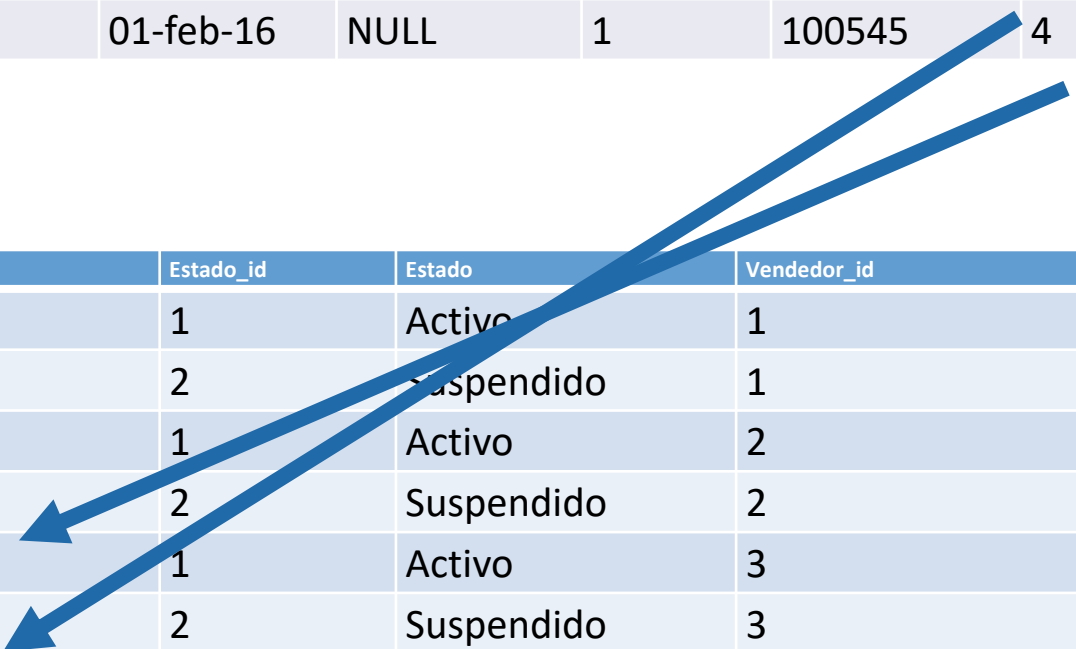 01-feb-16 NULL 1 100545 4
Estado_id Estado Vendedor_id
1 Activo 1
2 Suspendido 1
1 Activo 2
2 Suspendido 2
1 Activo 3
2 Suspendido 3